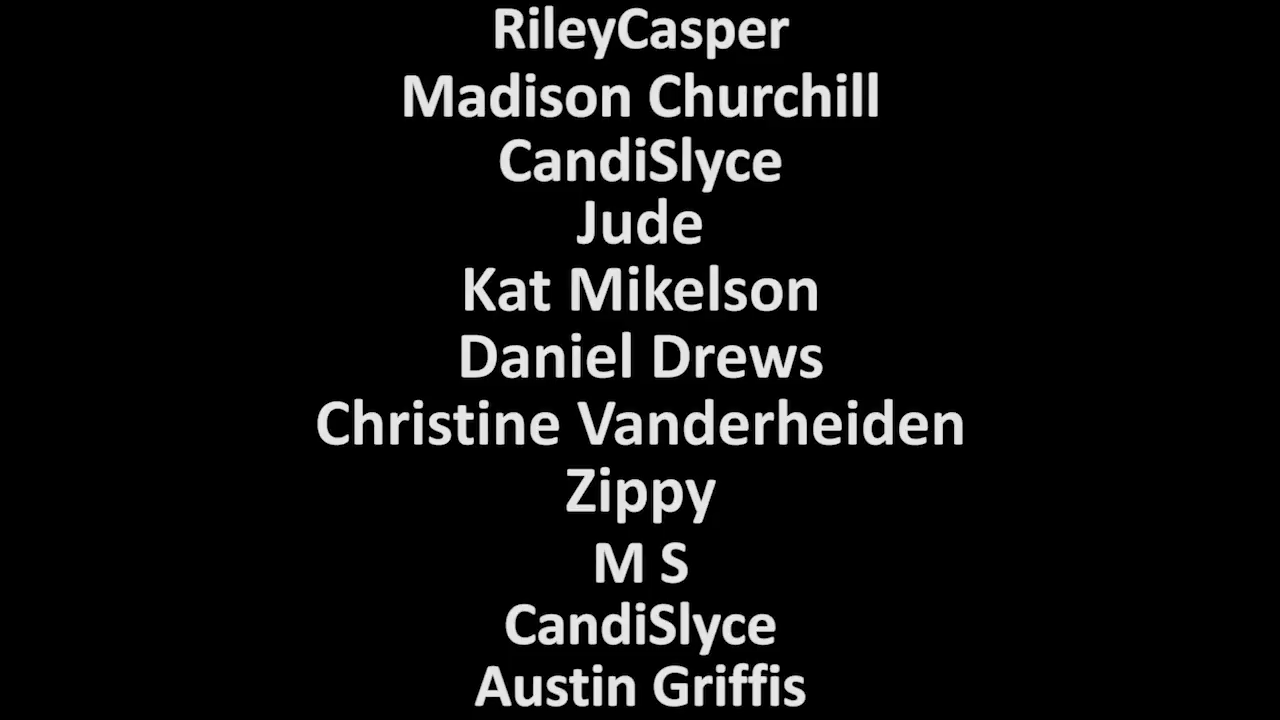 RileyCasper
Madison Churchill
CandiSlyce
Jude
Kat Mikelson
Daniel Drews
Christine Vanderheiden
Zippy
M S
CandiSlyce
Austin Griffis